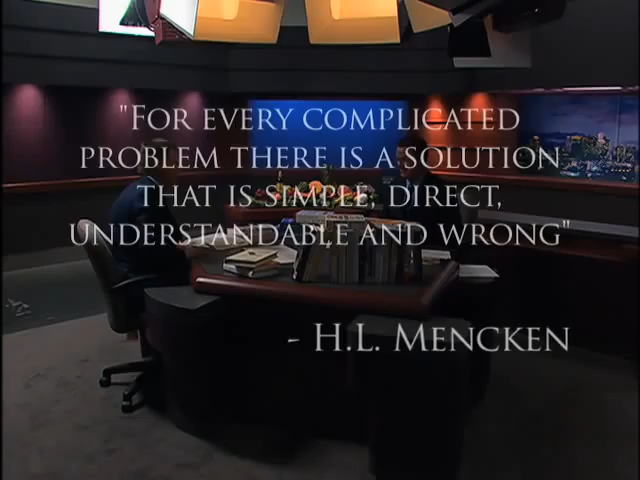 "For every complicated
problem there is a solution
that is simple, direct,
understandable and wrong"
- H.L. Mencken